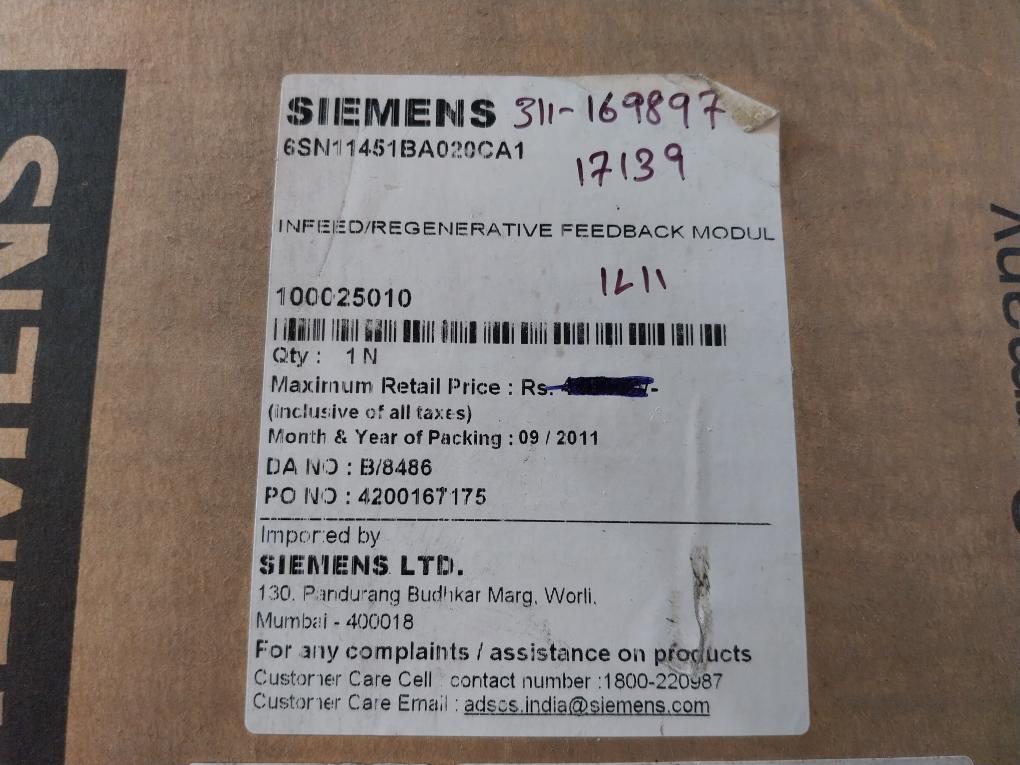 SIEMENS 311-169897
6SN11451BA020CA1
17139
INFEED/REGENERATIVE FEEDBACK MODUL
1L11
100025010
Qty : 1 N
Maximum Retail Price : Rs.
(Inclusive of all taxes)
Month & Year of Packing : 09 / 2011
DA NO : B/8486
PO NO : 4200167175
Imported by
SIEMENS LTD.
130, Pandurang Budhkar Marg, Worli,
Mumbai - 400018
For any complaints / assistance on products
Customer Care Cell : contact number :1800-220987
Customer Care Email : adscs.india@siemens.com
SIEMENS